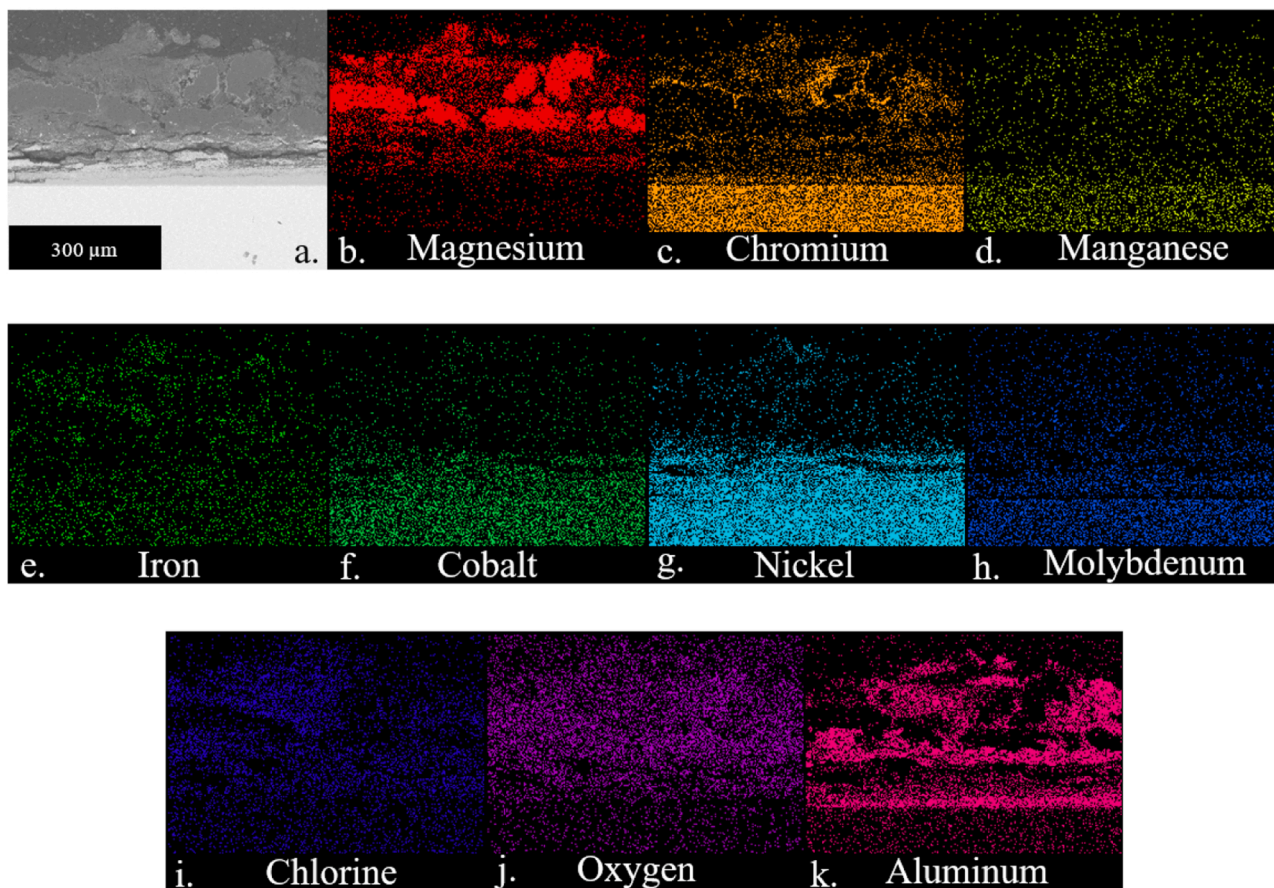 300 µm
a.
b. Magnesium
c. Chromium
d. Manganese
e. Iron
f. Cobalt
g. Nickel
h. Molybdenum
i. Chlorine
j. Oxygen
k. Aluminum